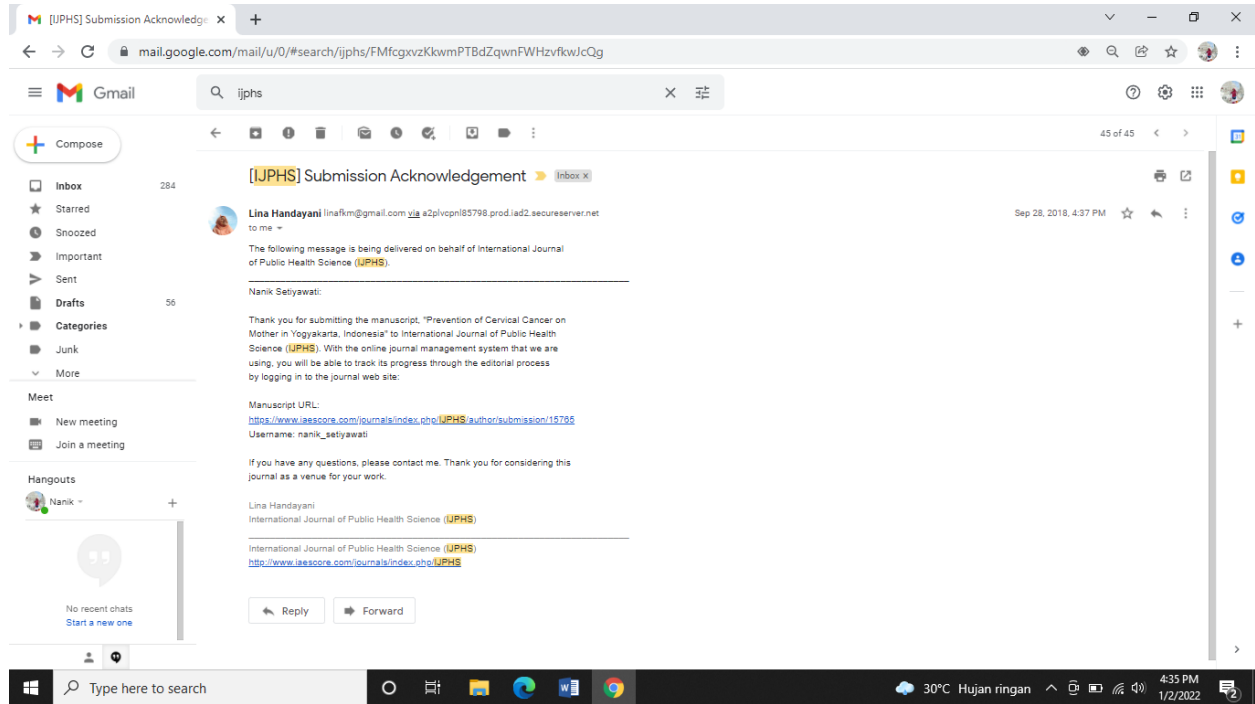 [IJPHS] Submission Acknowledge
mail.google.com/mail/u/0/#search/ijphs/FMfcgxvzKkwmPTBdZqwnFWHzvfkwJcQg
Gmail
ijphs
Compose
45 of 45
Inbox 284
Starred
Snoozed
Important
Sent
Drafts 56
Categories
Junk
More
Meet
New meeting
Join a meeting
Hangouts
Nanik
No recent chats
Start a new one
[IJPHS] Submission Acknowledgement Inbox x
Lina Handayani linafkm@gmail.com via a2plvcpnl85798.prod.iad2.secureserver.net Sep 28, 2018, 4:37 PM
to me
The following message is being delivered on behalf of International Journal
of Public Health Science (IJPHS).
Nanik Setiyawati:
Thank you for submitting the manuscript, "Prevention of Cervical Cancer on
Mother in Yogyakarta, Indonesia" to International Journal of Public Health
Science (IJPHS). With the online journal management system that we are
using, you will be able to track its progress through the editorial process
by logging in to the journal web site:
Manuscript URL:
https://www.iaescore.com/journals/index.php/IJPHS/author/submission/15765
Username: nanik_setiyawati
If you have any questions, please contact me. Thank you for considering this
journal as a venue for your work.
Lina Handayani
International Journal of Public Health Science (IJPHS)
International Journal of Public Health Science (IJPHS)
http://www.iaescore.com/journals/index.php/IJPHS
Reply Forward
31
Type here to search
30°C Hujan ringan
4:35 PM
1/2/2022
2